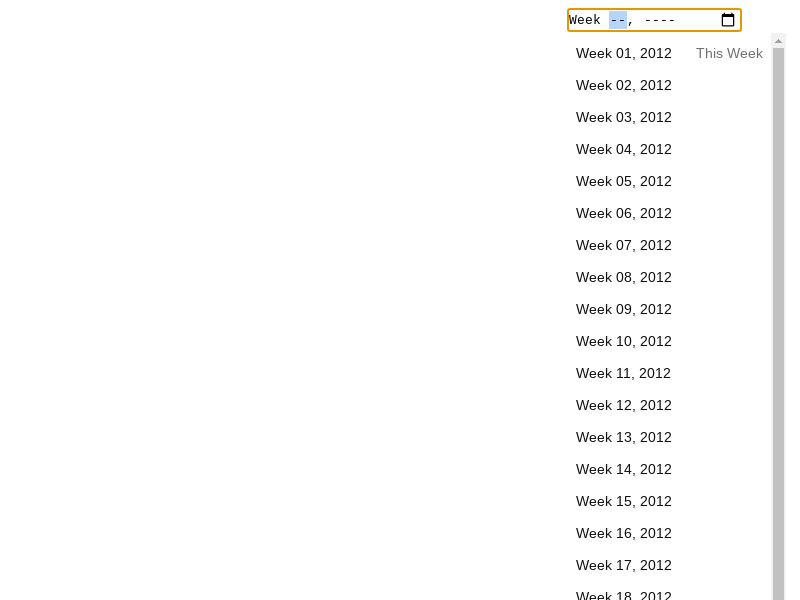 Week --, ----
Week 01, 2012 This Week
Week 02, 2012
Week 03, 2012
Week 04, 2012
Week 05, 2012
Week 06, 2012
Week 07, 2012
Week 08, 2012
Week 09, 2012
Week 10, 2012
Week 11, 2012
Week 12, 2012
Week 13, 2012
Week 14, 2012
Week 15, 2012
Week 16, 2012
Week 17, 2012
Week 18, 2012